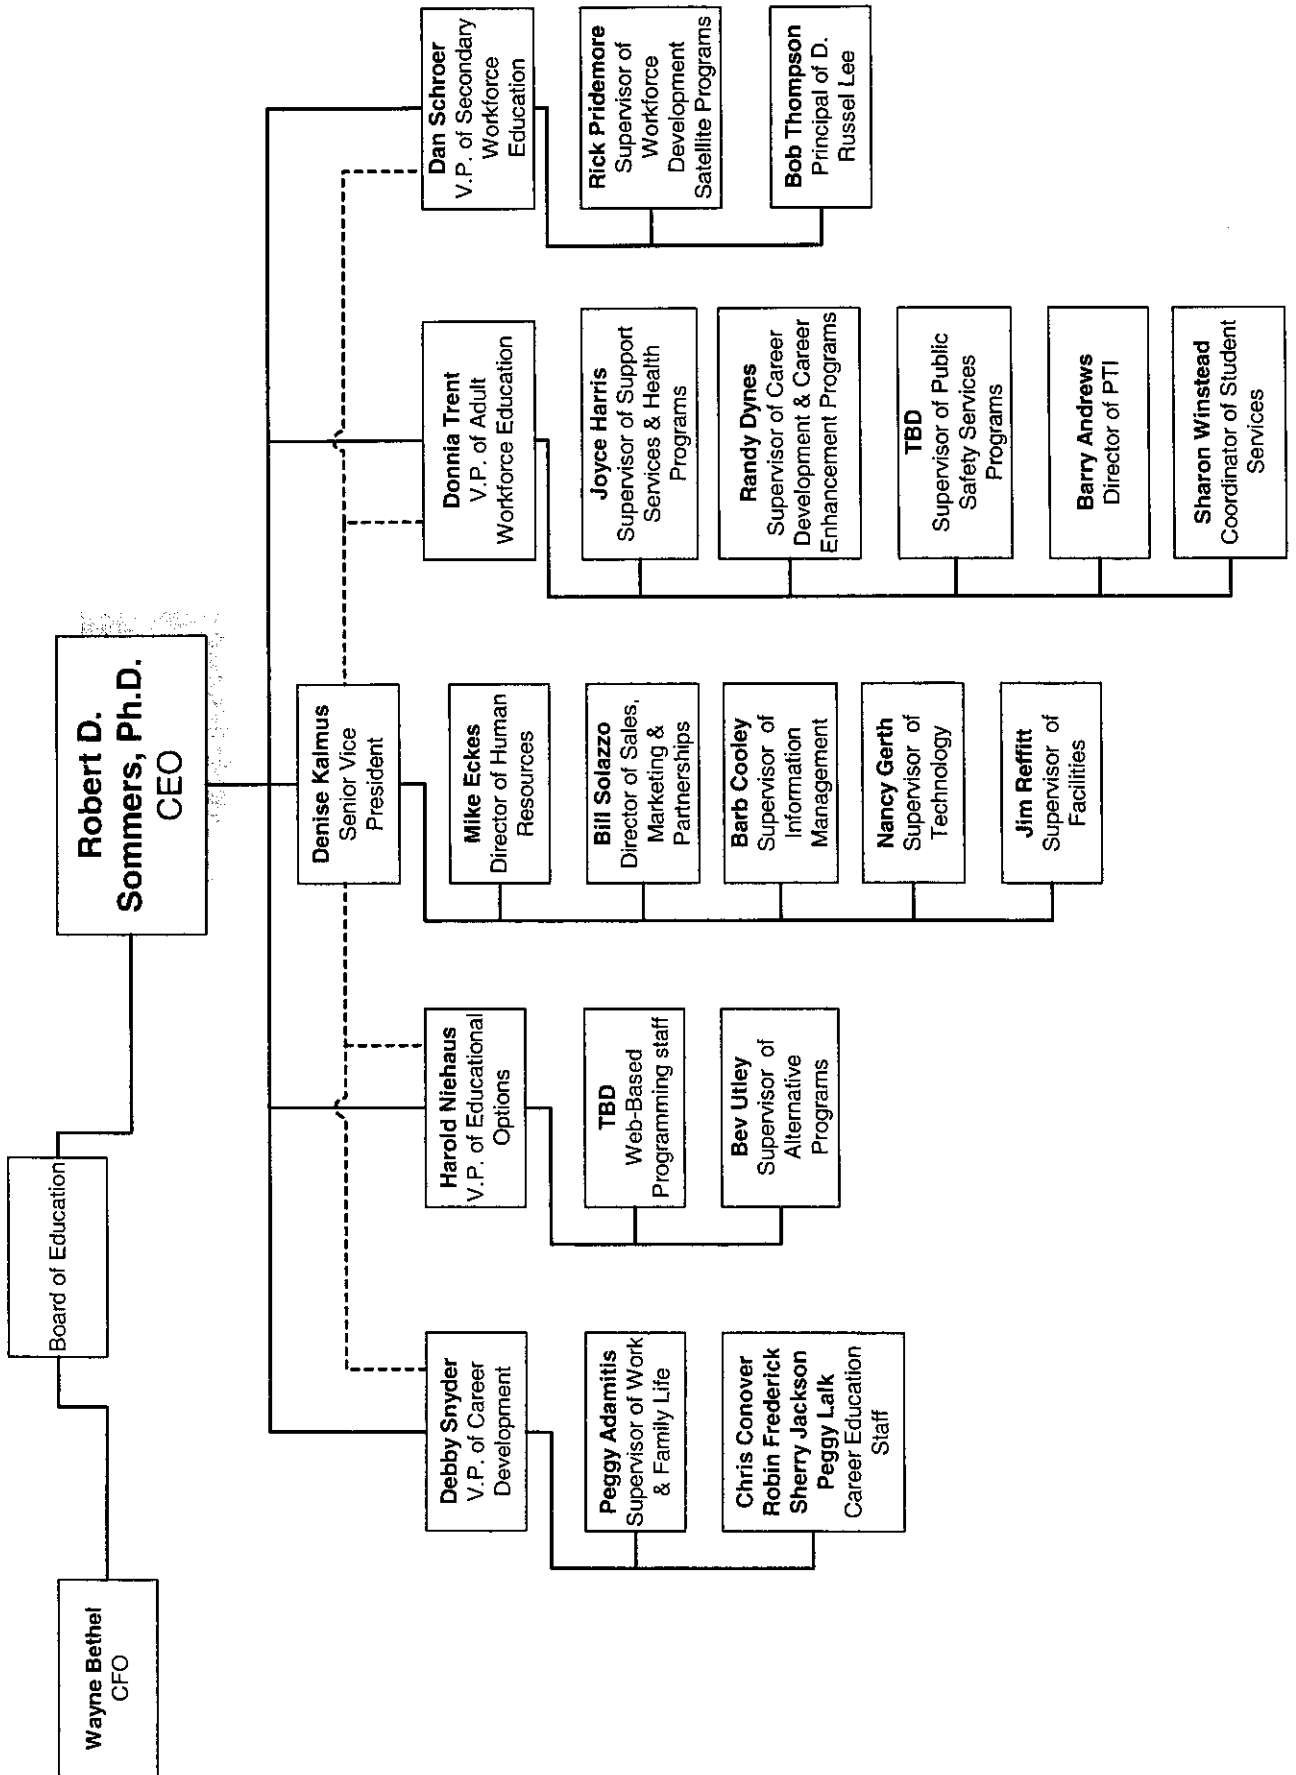 Board of Education
Wayne Bethel
CFO
Robert D.
Sommers, Ph.D.
CEO
Denise Kalmus
Senior Vice
President
Debby Snyder
V.P. of Career
Development
Peggy Adamitis
Supervisor of Work
& Family Life
Chris Conover
Robin Frederick
Sherry Jackson
Peggy Lalk
Career Education
Staff
Harold Niehaus
V.P. of Educational
Options
TBD
Web-Based
Programming staff
Bev Utley
Supervisor of
Alternative
Programs
Mike Eckes
Director of Human
Resources
Bill Solazzo
Director of Sales,
Marketing &
Partnerships
Barb Cooley
Supervisor of
Information
Management
Nancy Gerth
Supervisor of
Technology
Jim Reffitt
Supervisor of
Facilities
Donnia Trent
V.P. of Adult
Workforce Education
Joyce Harris
Supervisor of Support
Services & Health
Programs
Randy Dynes
Supervisor of Career
Development & Career
Enhancement Programs
TBD
Supervisor of Public
Safety Services
Programs
Barry Andrews
Director of PTI
Sharon Winstead
Coordinator of Student
Services
Dan Schroer
V.P. of Secondary
Workforce
Education
Rick Pridemore
Supervisor of
Workforce
Development
Satellite Programs
Bob Thompson
Principal of D.
Russel Lee